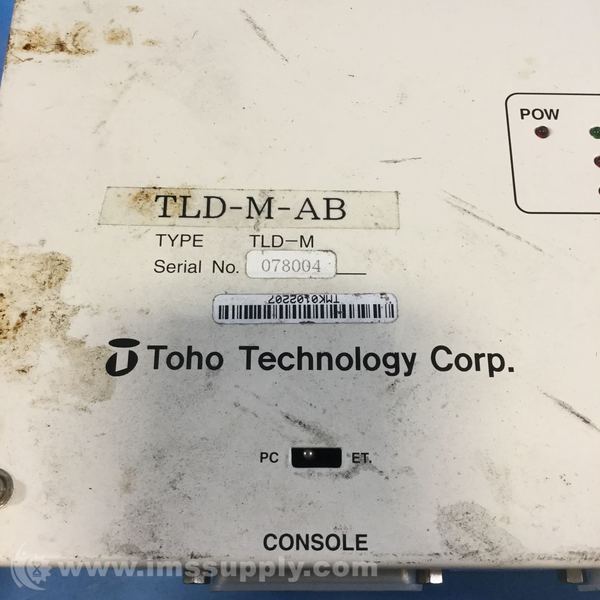 POW
TLD-M-AB
TYPE TLD-M
Serial No. 078004
TMK0102207
Toho Technology Corp.
PC ET.
CONSOLE
www.imssupply.com